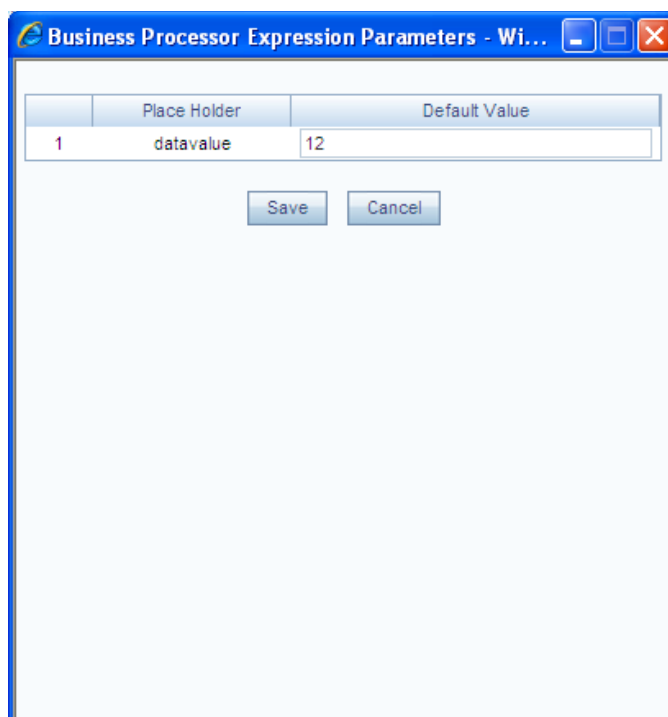 Business Processor Expression Parameters - Wi...
Place Holder Default Value
1 datavalue 12
Save Cancel